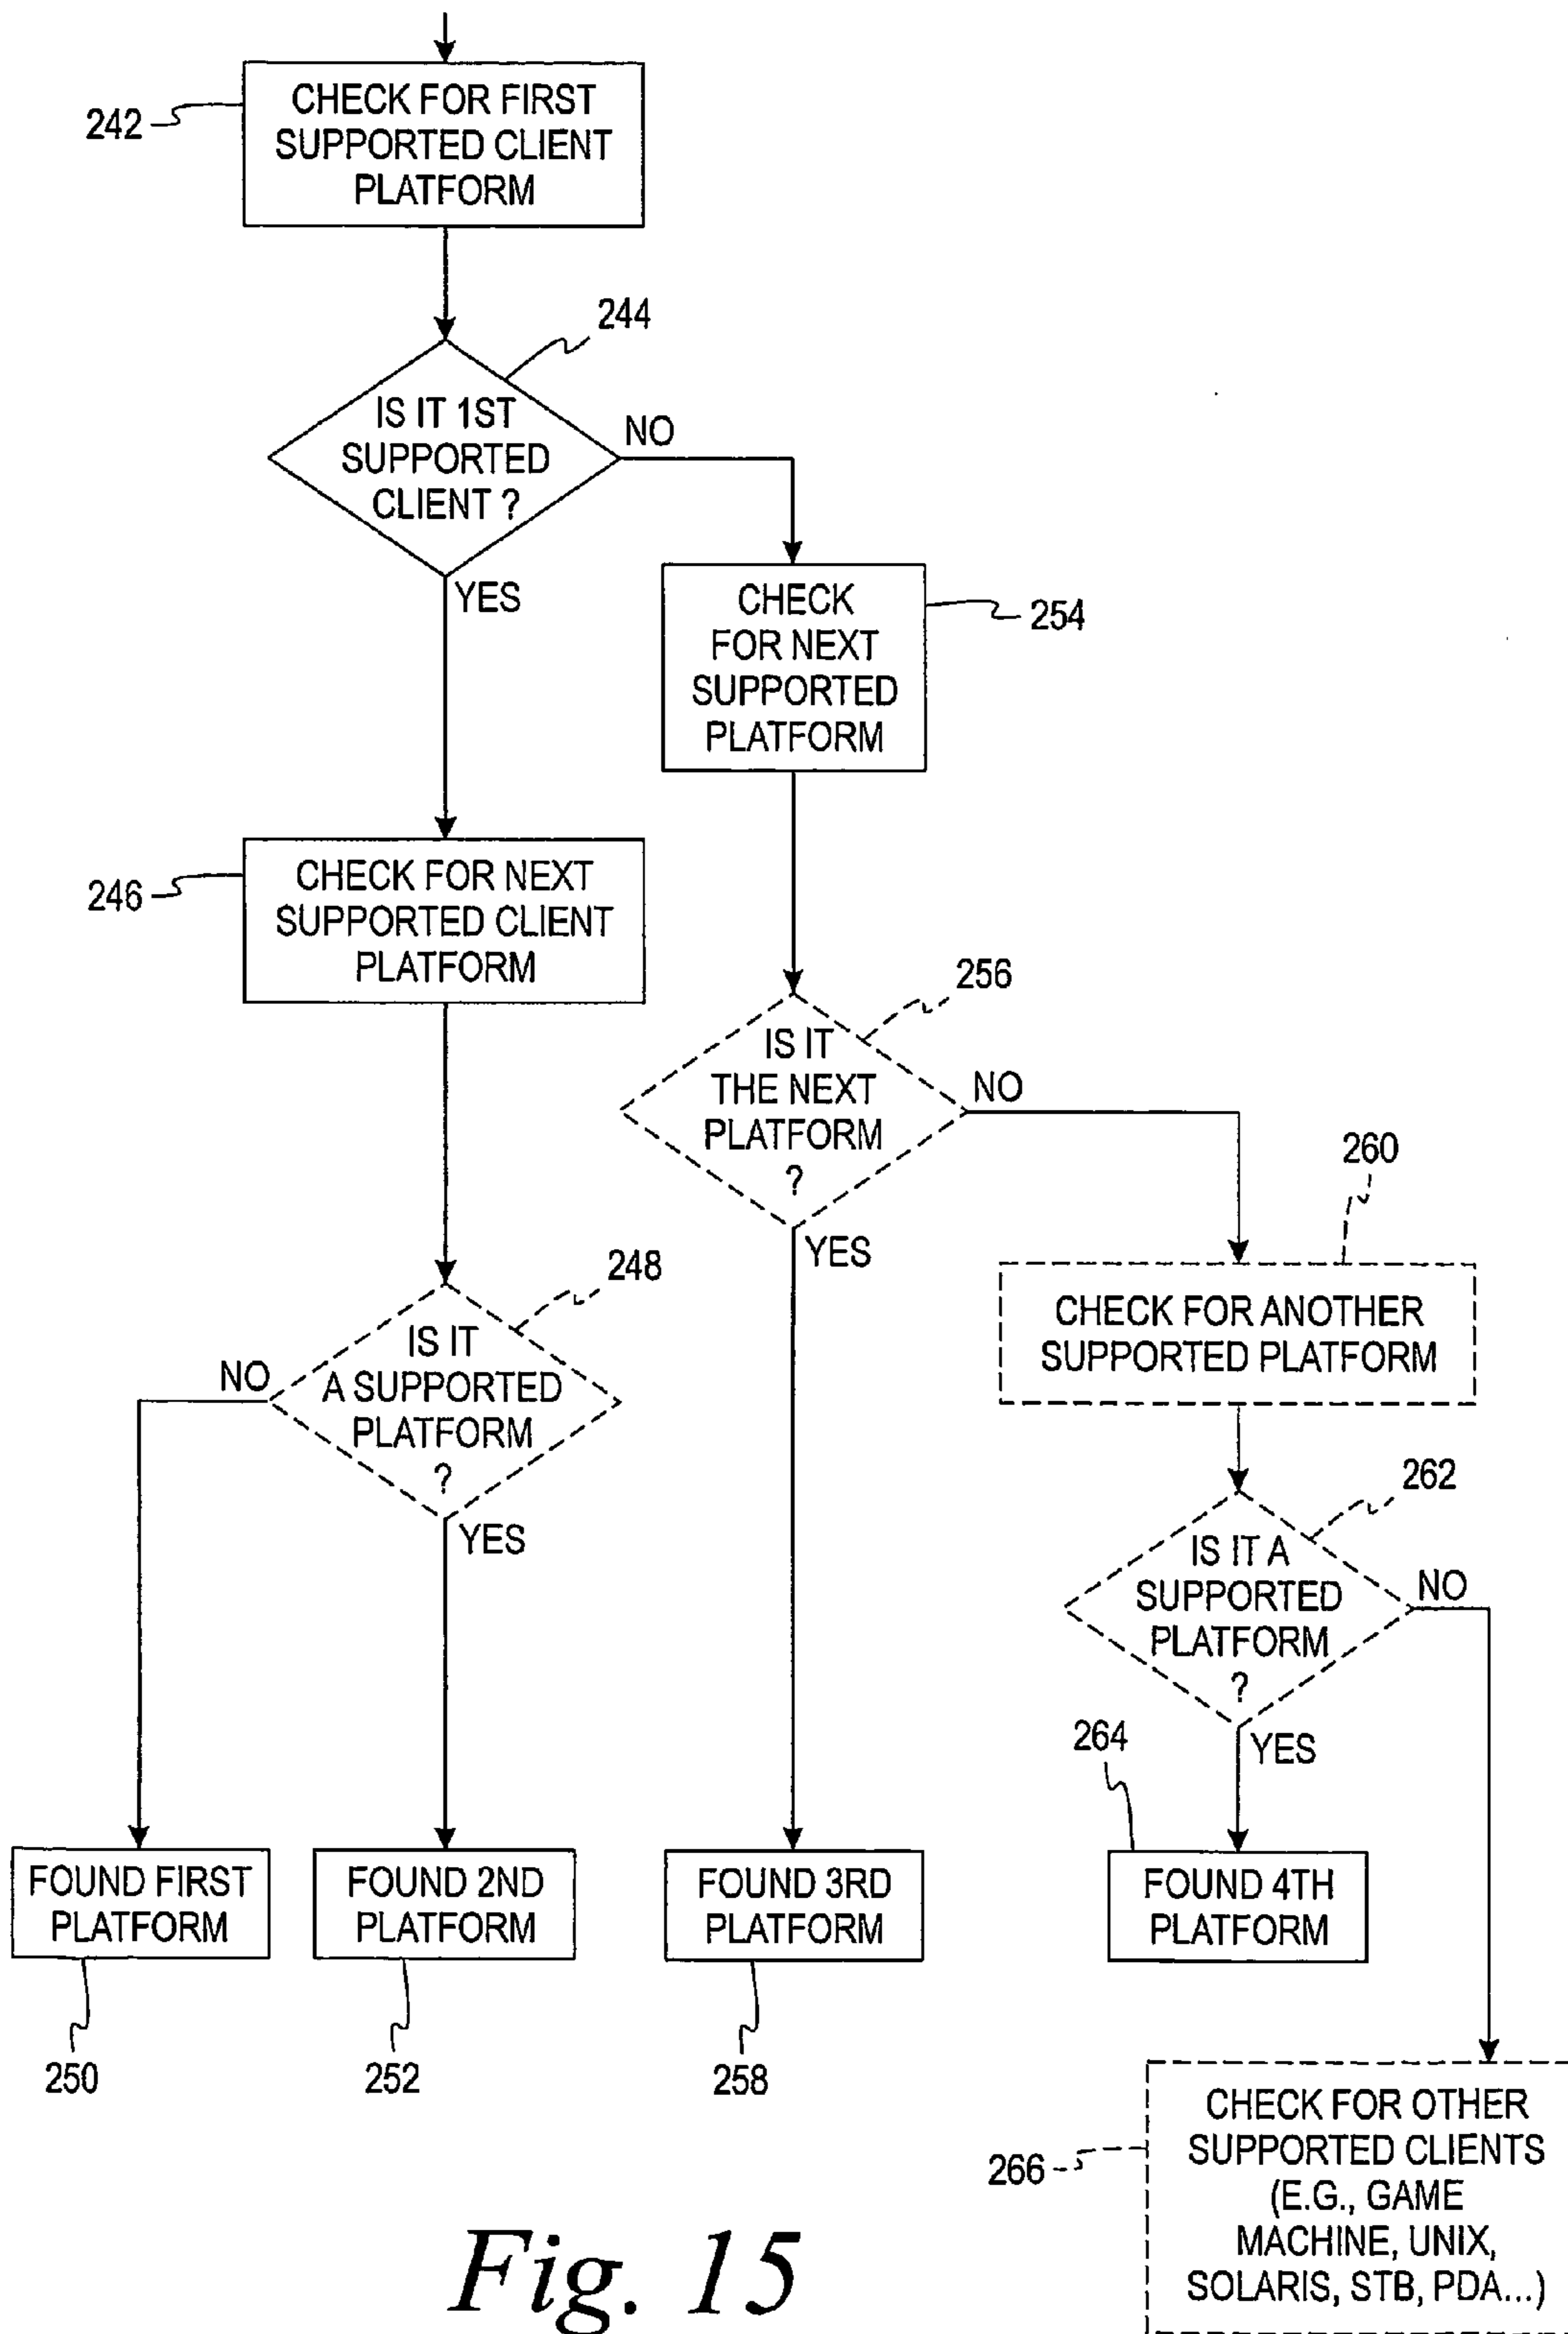 242
CHECK FOR FIRST
SUPPORTED CLIENT
PLATFORM
244
IS IT 1ST
SUPPORTED
CLIENT ?
NO
YES
CHECK
FOR NEXT
SUPPORTED
PLATFORM
254
246
CHECK FOR NEXT
SUPPORTED CLIENT
PLATFORM
256
IS IT
THE NEXT
PLATFORM
?
NO
YES
260
CHECK FOR ANOTHER
SUPPORTED PLATFORM
248
IS IT
A SUPPORTED
PLATFORM
?
NO
YES
262
IS IT A
SUPPORTED
PLATFORM
?
NO
YES
264
FOUND FIRST
PLATFORM
FOUND 2ND
PLATFORM
FOUND 3RD
PLATFORM
FOUND 4TH
PLATFORM
250
252
258
266
CHECK FOR OTHER
SUPPORTED CLIENTS
(E.G., GAME
MACHINE, UNIX,
SOLARIS, STB, PDA...)
Fig. 15